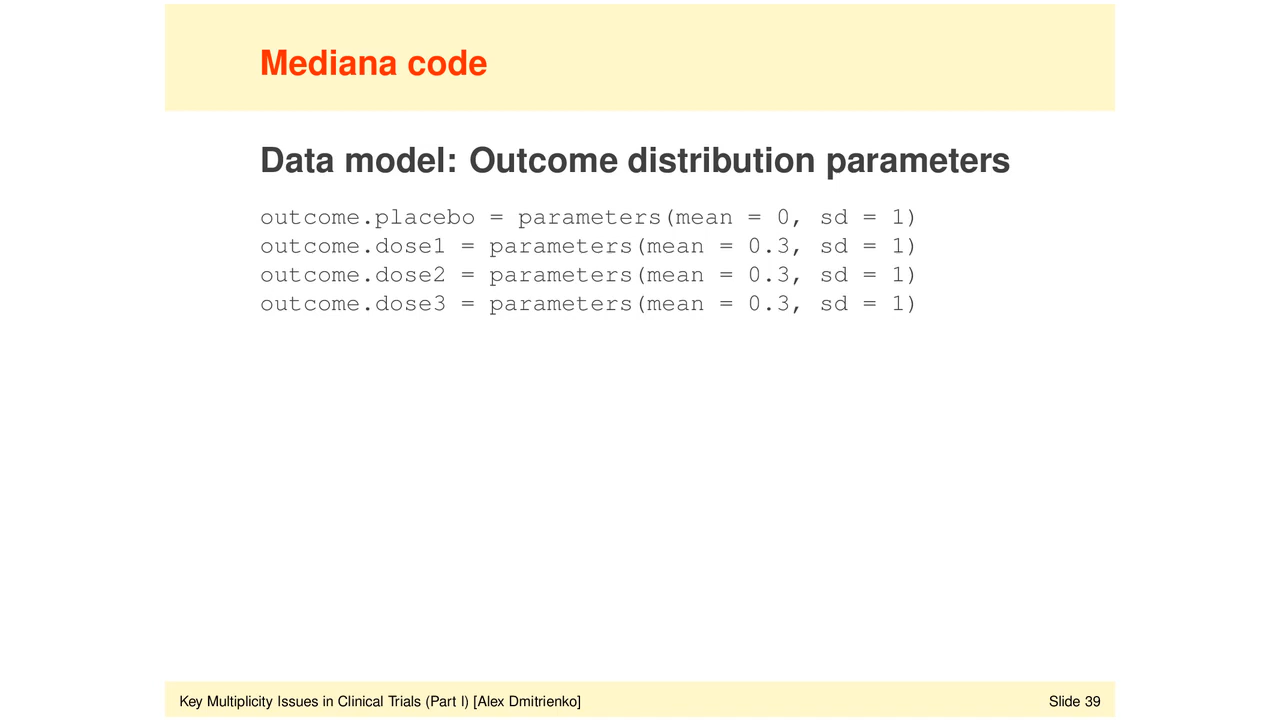 Mediana code
Data model: Outcome distribution parameters
outcome.placebo = parameters(mean = 0, sd = 1)
outcome.dose1 = parameters(mean = 0.3, sd = 1)
outcome.dose2 = parameters(mean = 0.3, sd = 1)
outcome.dose3 = parameters(mean = 0.3, sd = 1)
Key Multiplicity Issues in Clinical Trials (Part I) [Alex Dmitrienko]
Slide 39